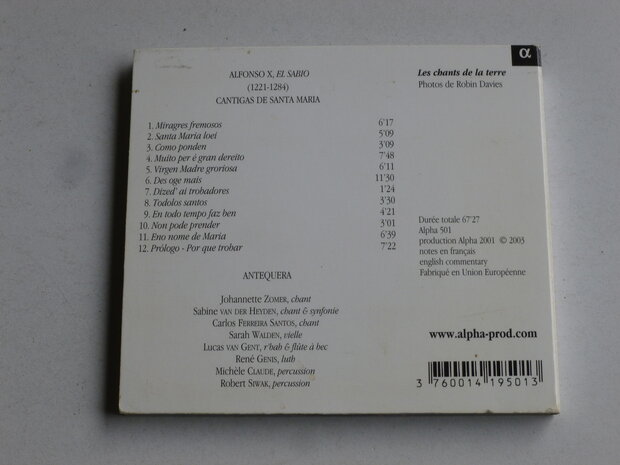 α
ALFONSO X, EL SABIO
(1221-1284)
CANTIGAS DE SANTA MARIA
Les chants de la terre
Photos de Robin Davies
1. Miragres fremosos 6'17
2. Santa Maria loei 5'09
3. Como ponden 3'09
4. Muito per é gran dereito 7'48
5. Virgen Madre groriosa 6'11
6. Des oge mais 11'30
7. Dized' ai trobadores 1'24
8. Todolos santos 3'30
9. En todo tempo faz ben 4'21
10. Non pode prender 3'01
11. Eno nome de Maria 6'39
12. Prólogo - Por que trobar 7'22
Durée totale 67'27
Alpha 501
production Alpha 2001 © 2003
notes en français
english commentary
Fabriqué en Union Européenne
ANTEQUERA
Johannette ZOMER, chant
Sabine VAN DER HEYDEN, chant & synfonie
Carlos FERREIRA SANTOS, chant
Sarah WALDEN, vielle
Lucas VAN GENT, r'bab & flûte à bec
René GENIS, luth
Michèle CLAUDE, percussion
Robert SIWAK, percussion
www.alpha-prod.com
3 760014 195013